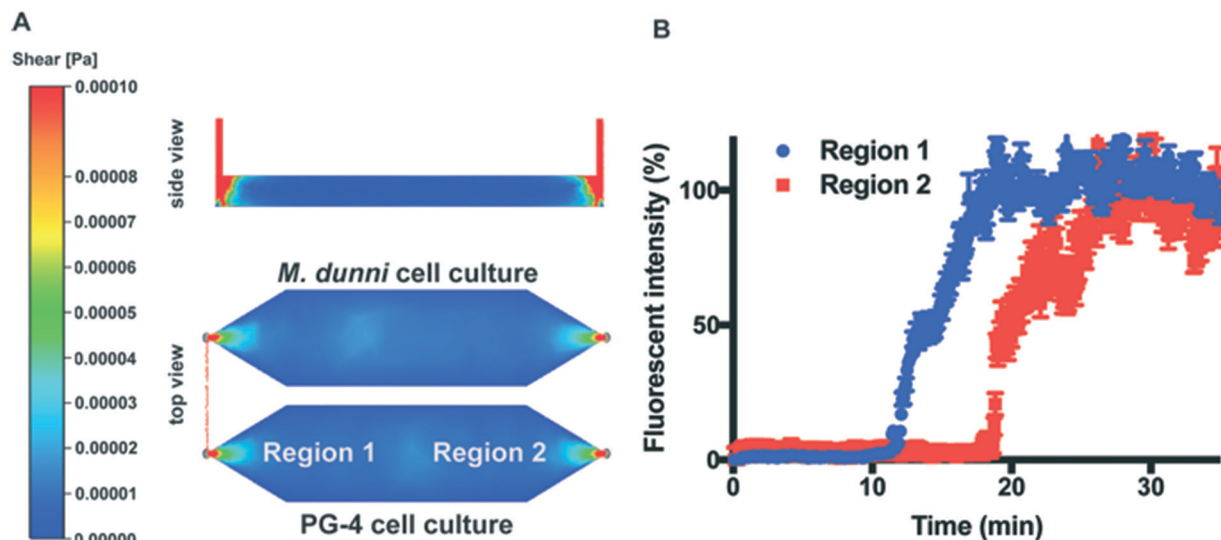 A
Shear [Pa]
0.00010
0.00008
0.00007
0.00006
0.00005
0.00004
0.00003
0.00002
0.00001
0.00000
side view
M. dunni cell culture
top view
Region 1 Region 2
PG-4 cell culture
B
Region 1
Region 2
Fluorescent intensity (%)
100
50
0
0 10 20 30
Time (min)